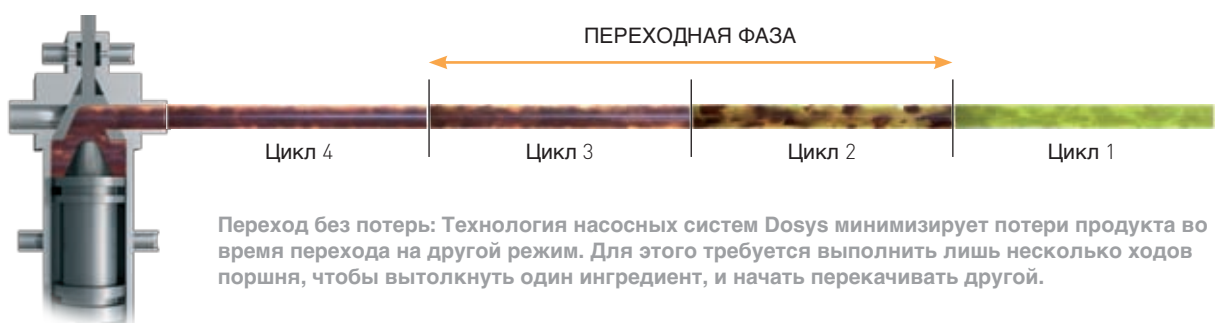 ПЕРЕХОДНАЯ ФАЗА
Цикл 4 Цикл 3 Цикл 2 Цикл 1
Переход без потерь: Технология насосных систем Dosys минимизирует потери продукта во
время перехода на другой режим. Для этого требуется выполнить лишь несколько ходов
поршня, чтобы вытолкнуть один ингредиент, и начать перекачивать другой.